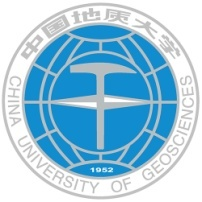 中国地质大学
CHINA UNIVERSITY OF GEOSCIENCES
1952